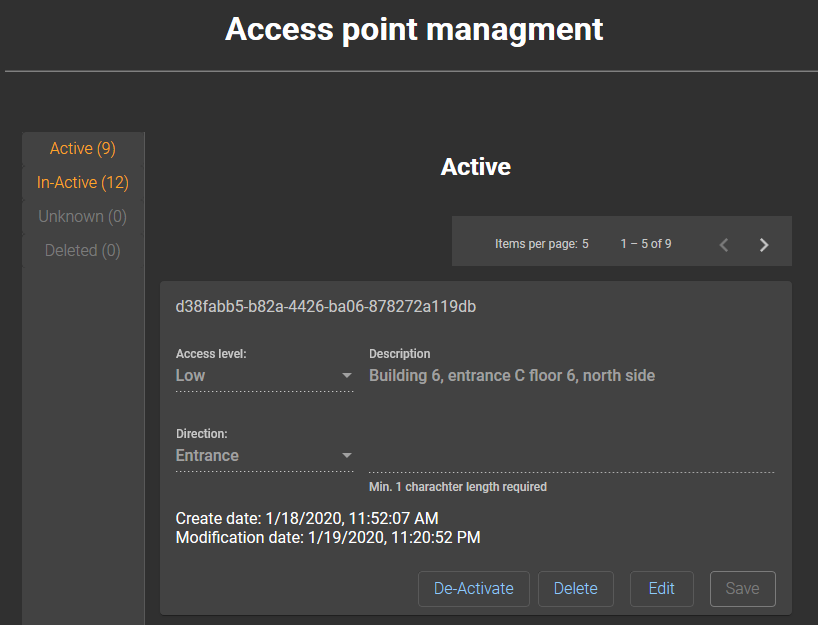 Access point managment
Active (9)
In-Active (12)
Unknown (0)
Deleted (0)
Active
Items per page: 5 1 – 5 of 9
d38fabb5-b82a-4426-ba06-878272a119db
Access level: Description
Low Building 6, entrance C floor 6, north side
Direction:
Entrance
Min. 1 charachter length required
Create date: 1/18/2020, 11:52:07 AM
Modification date: 1/19/2020, 11:20:52 PM
De-Activate Delete Edit Save